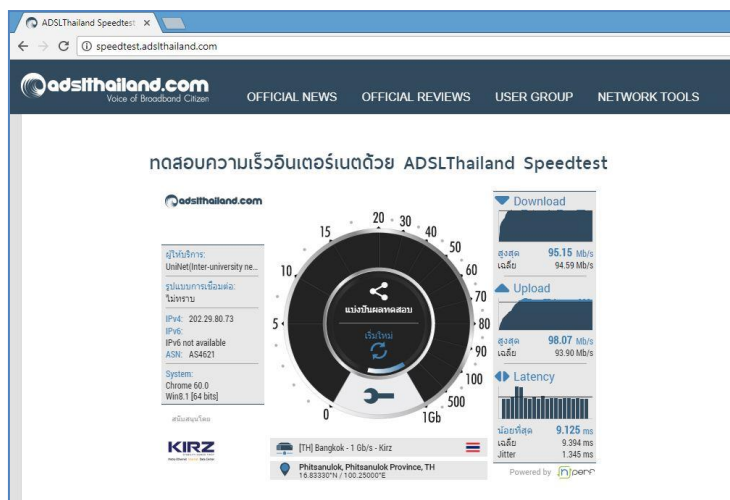 ADSLThailand Speedtest
speedtest.adslthailand.com
adslthailand.com
Voice of Broadband Citizen
OFFICIAL NEWS OFFICIAL REVIEWS USER GROUP NETWORK TOOLS
ทดสอบความเร็วอินเตอร์เนตด้วย ADSLThailand Speedtest
adslthailand.com
ผู้ให้บริการ:
UniNet(Inter-university ne...
รูปแบบการเชื่อมต่อ:
ไม่ทราบ
IPv4: 202.29.80.73
IPv6:
IPv6 not available
ASN: AS4621
System:
Chrome 60.0
Win8.1 [64 bits]
สนับสนุนโดย
KIRZ
0
5
10
15
20
30
40
50
60
70
80
90
100
500
1Gb
แบ่งปันผลทดสอบ
เริ่มใหม่
[TH] Bangkok - 1 Gb/s - Kirz
Phitsanulok, Phitsanulok Province, TH
16.83330°N / 100.25000°E
Download
สูงสุด 95.15 Mb/s
เฉลี่ย 94.59 Mb/s
Upload
สูงสุด 98.07 Mb/s
เฉลี่ย 93.90 Mb/s
Latency
น้อยที่สุด 9.125 ms
เฉลี่ย 9.394 ms
Jitter 1.345 ms
Powered by nperf